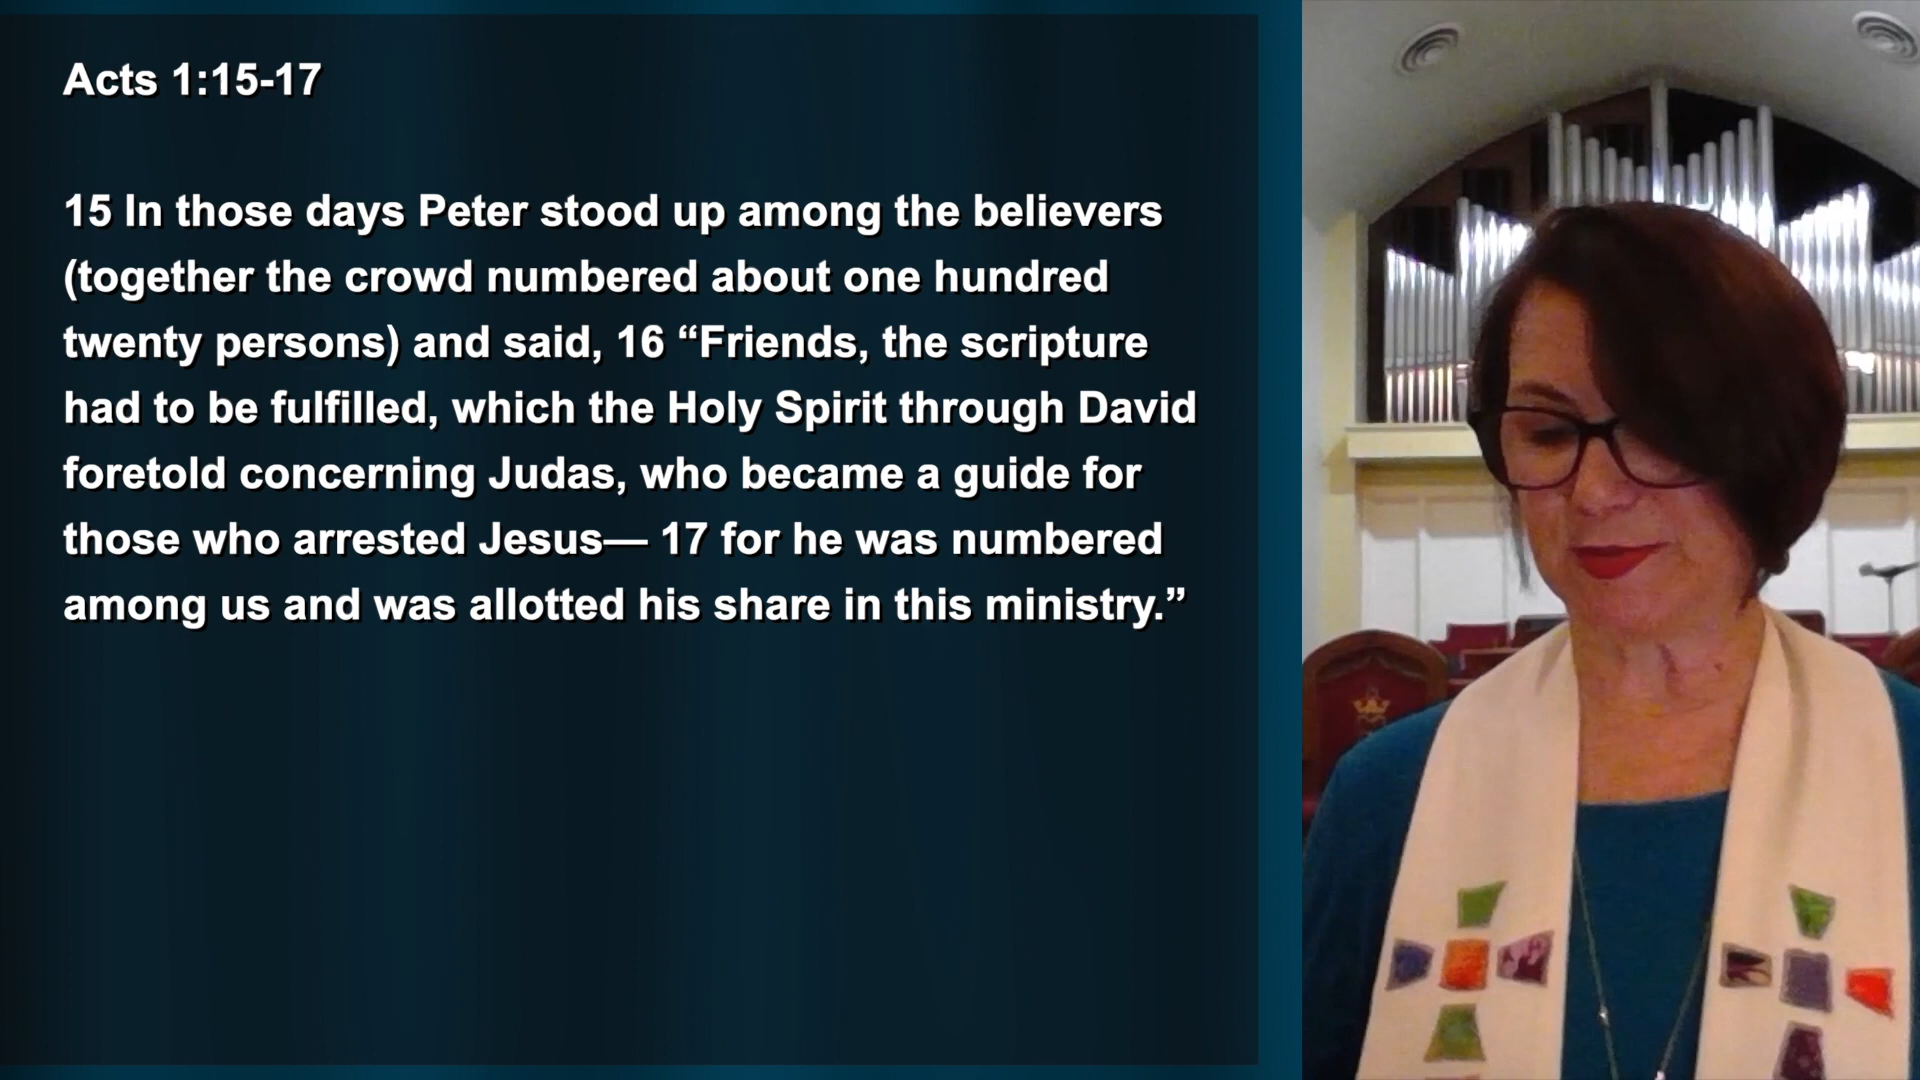 Acts 1:15-17
15 In those days Peter stood up among the believers
(together the crowd numbered about one hundred
twenty persons) and said, 16 “Friends, the scripture
had to be fulfilled, which the Holy Spirit through David
foretold concerning Judas, who became a guide for
those who arrested Jesus— 17 for he was numbered
among us and was allotted his share in this ministry.”